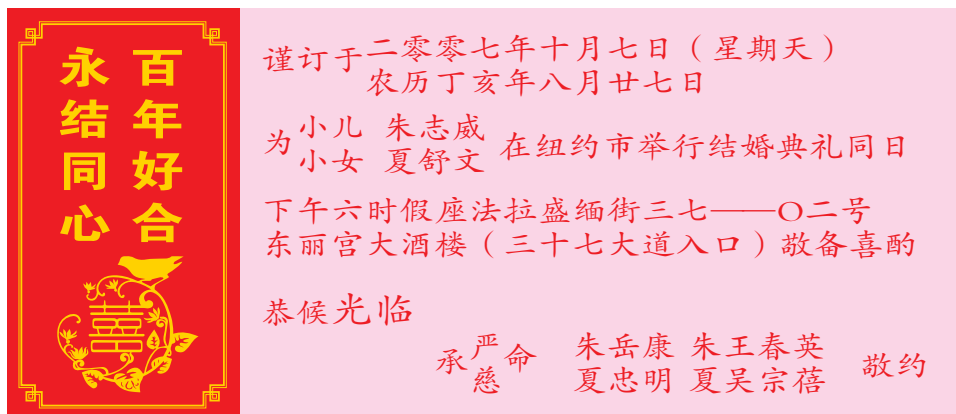 百年好合
永结同心
谨订于二零零七年十月七日（星期天）
农历丁亥年八月廿七日
为小儿 朱志威
小女 夏舒文 在纽约市举行结婚典礼同日
下午六时假座法拉盛缅街三七——O二号
东丽宫大酒楼（三十七大道入口）敬备喜酌
恭候光临
承严慈命 朱岳康 朱王春英
夏忠明 夏吴宗蓓 敬约
囍